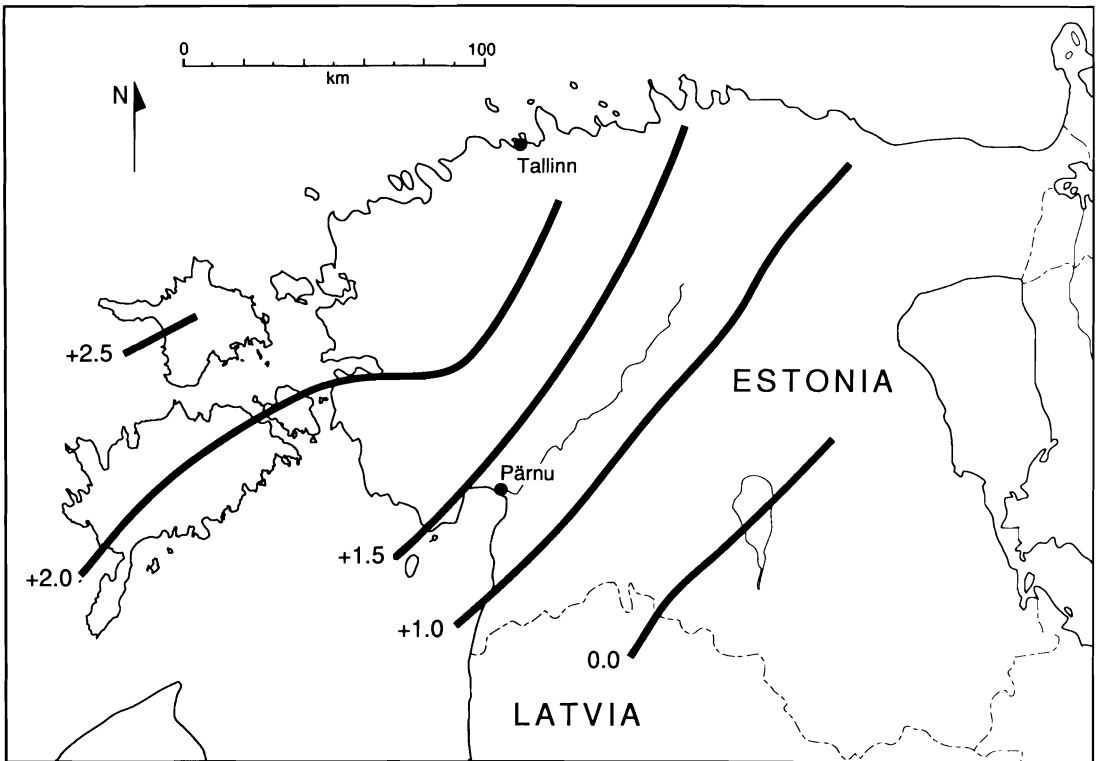 0 100
km
N
Tallinn
+2.5
ESTONIA
Pärnu
+1.5
+2.0
+1.0
0.0
LATVIA